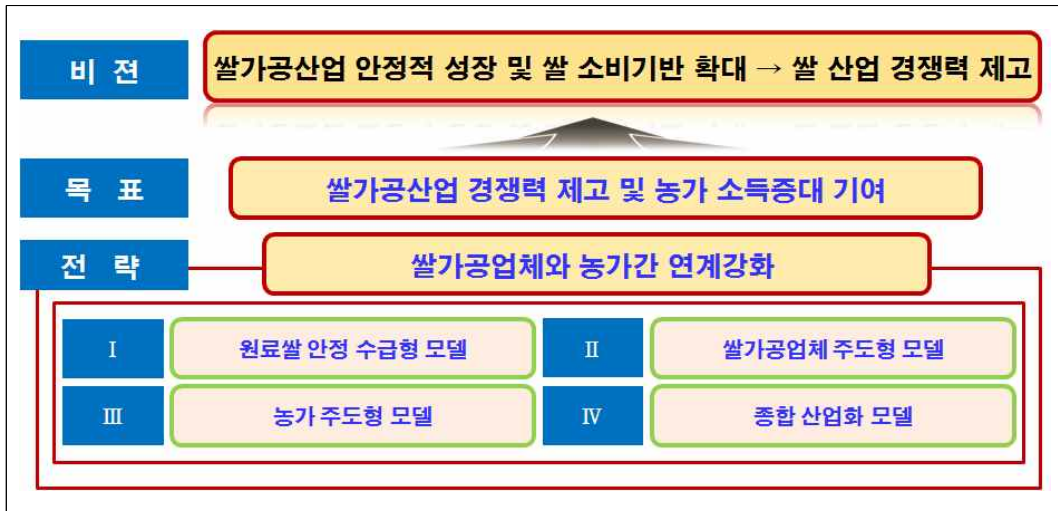 비 젼
쌀가공산업 안정적 성장 및 쌀 소비기반 확대 → 쌀 산업 경쟁력 제고
목 표
쌀가공산업 경쟁력 제고 및 농가 소득증대 기여
전 략
쌀가공업체와 농가간 연계강화
Ⅰ
원료쌀 안정 수급형 모델
Ⅱ
쌀가공업체 주도형 모델
Ⅲ
농가 주도형 모델
Ⅳ
종합 산업화 모델